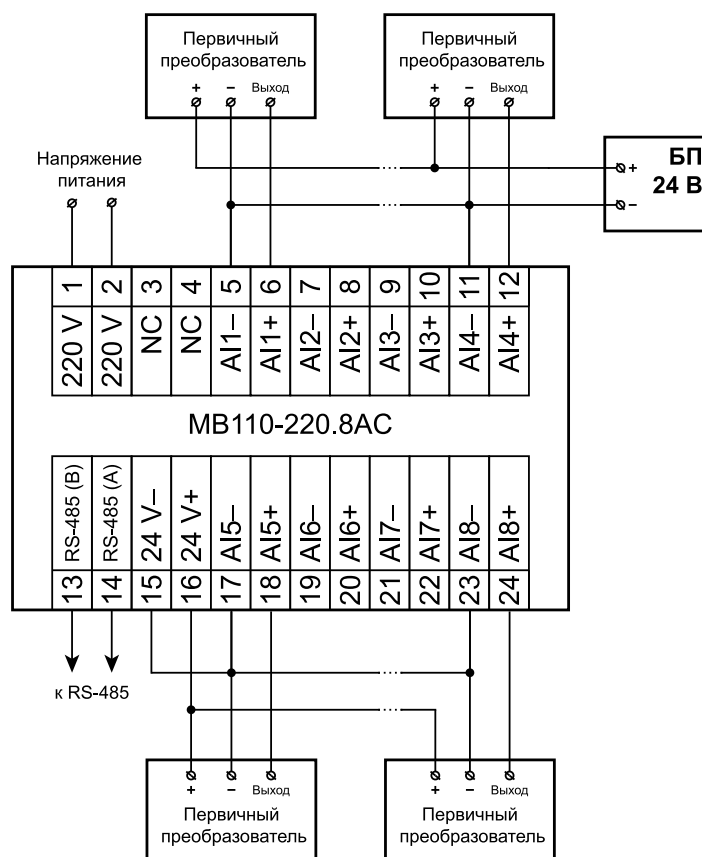 Первичный
преобразователь
+ – Выход
Первичный
преобразователь
+ – Выход
Напряжение
питания
БП
24 В
+
–
1 2 3 4 5 6 7 8 9 10 11 12
220 V 220 V NC NC AI1– AI1+ AI2– AI2+ AI3– AI3+ AI4– AI4+
МВ110-220.8АС
RS-485 (B) RS-485 (A) 24 V– 24 V+ AI5– AI5+ AI6– AI6+ AI7– AI7+ AI8– AI8+
13 14 15 16 17 18 19 20 21 22 23 24
к RS-485
+ – Выход
Первичный
преобразователь
+ – Выход
Первичный
преобразователь